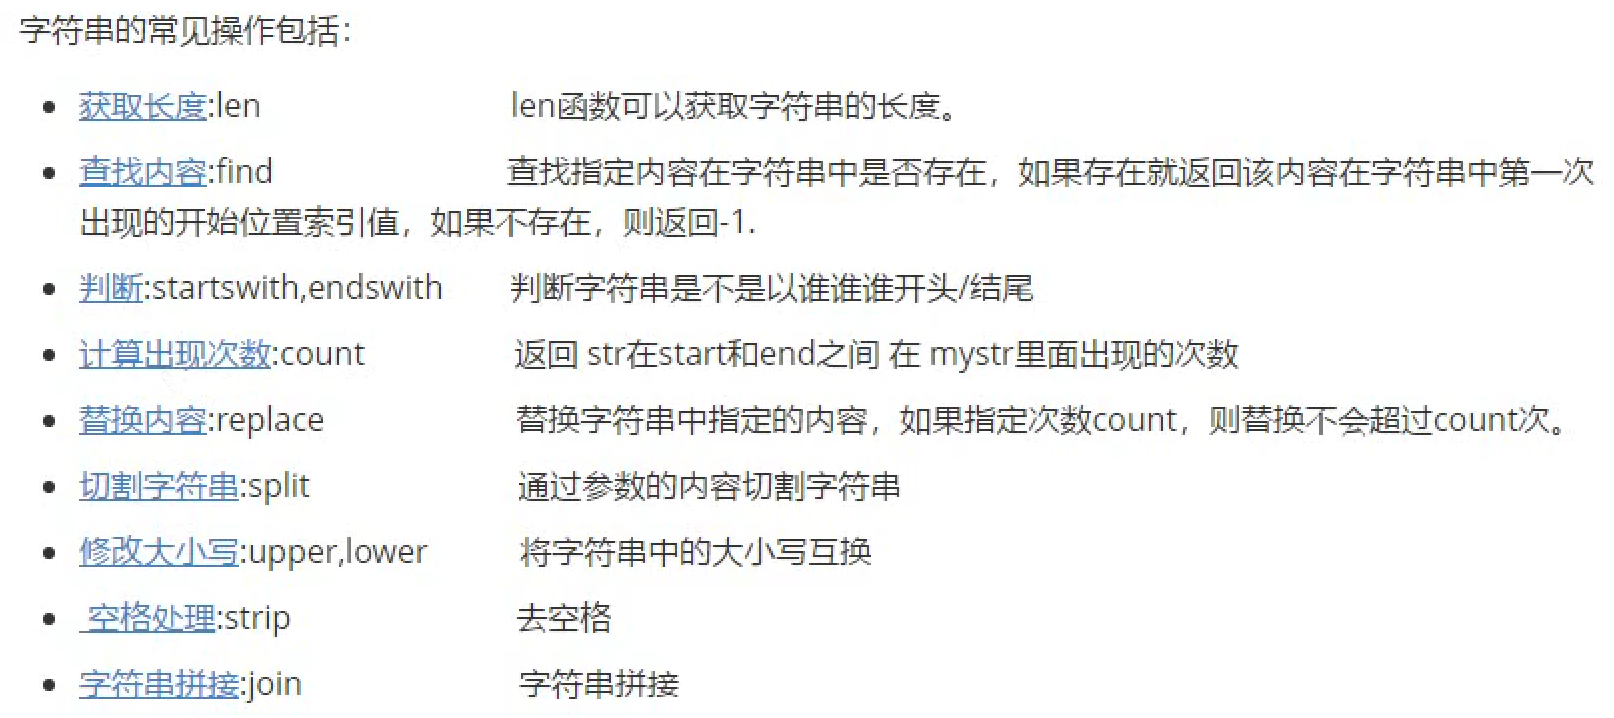 字符串的常见操作包括：
获取长度:len len函数可以获取字符串的长度。
查找内容:find 查找指定内容在字符串中是否存在，如果存在就返回该内容在字符串中第一次
出现的开始位置索引值，如果不存在，则返回-1.
判断:startswith,endswith 判断字符串是不是以谁谁谁开头/结尾
计算出现次数:count 返回 str在start和end之间 在 mystr里面出现的次数
替换内容:replace 替换字符串中指定的内容，如果指定次数count，则替换不会超过count次。
切割字符串:split 通过参数的内容切割字符串
修改大小写:upper,lower 将字符串中的大小写互换
空格处理:strip 去空格
字符串拼接:join 字符串拼接